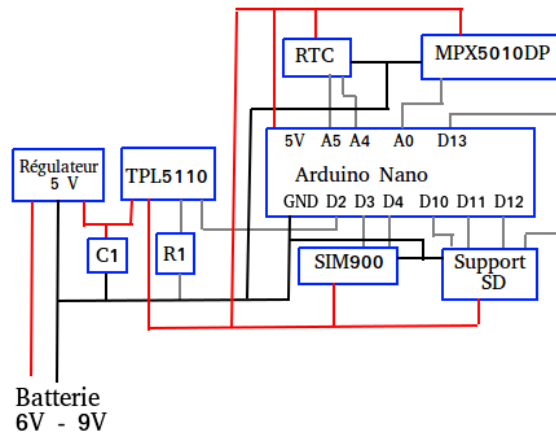 RTC
MPX5010DP
5V A5 A4 A0 D13
Arduino Nano
GND D2 D3 D4 D10 D11 D12
Régulateur
5 V
TPL5110
C1
R1
SIM900
Support
SD
Batterie
6V - 9V